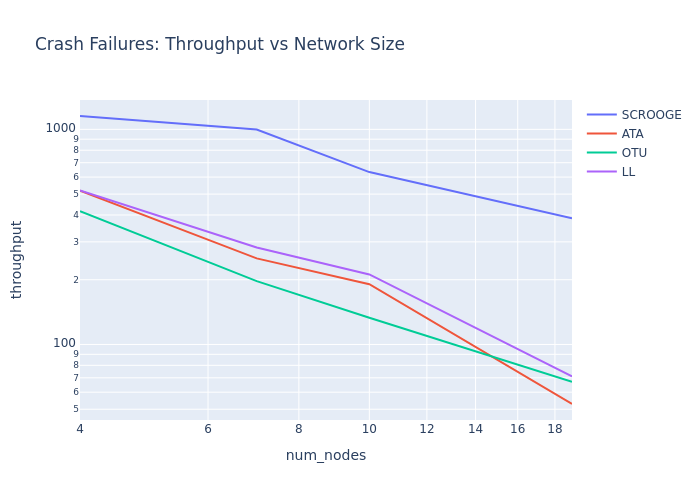 Crash Failures: Throughput vs Network Size
SCROOGE
ATA
OTU
LL
throughput
1000
9
8
7
6
5
4
3
2
100
9
8
7
6
5
4 6 8 10 12 14 16 18
num_nodes